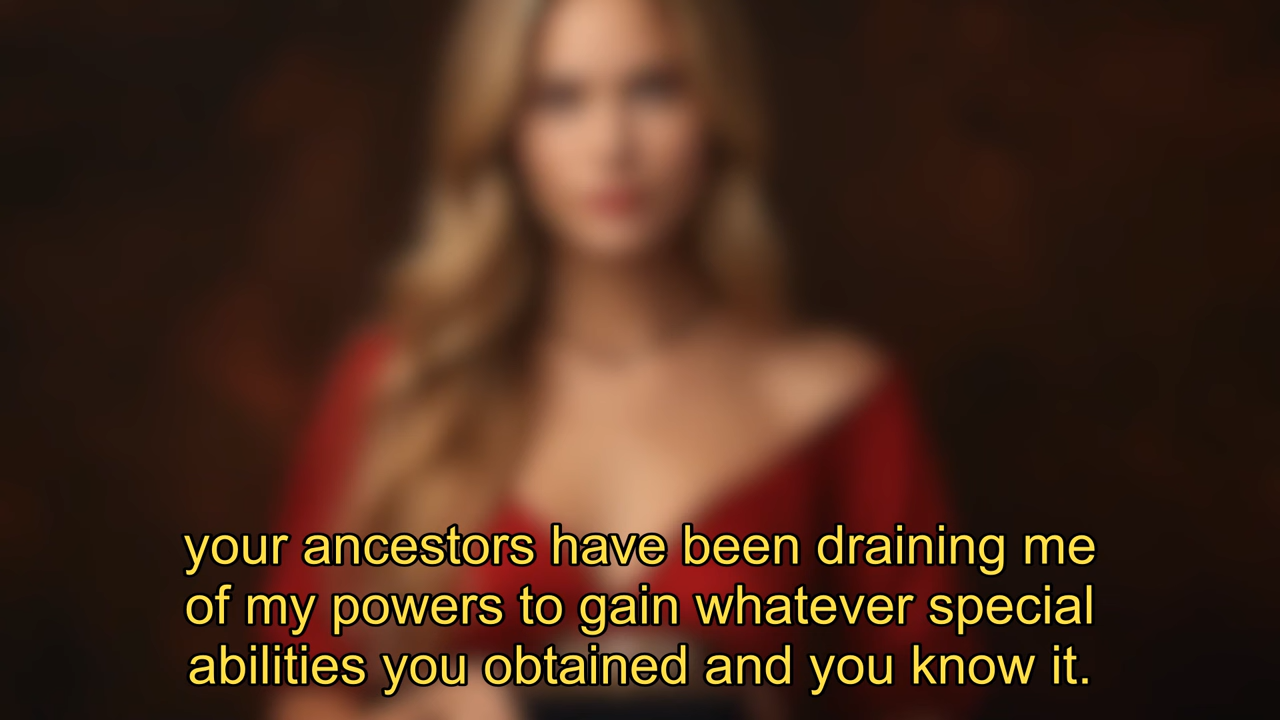 your ancestors have been draining me
of my powers to gain whatever special
abilities you obtained and you know it.